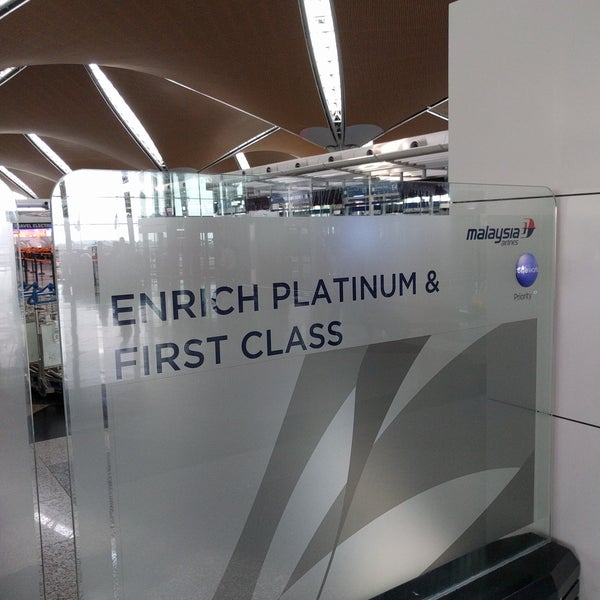 malaysia
airlines
oneworld
Priority
ENRICH PLATINUM &
FIRST CLASS